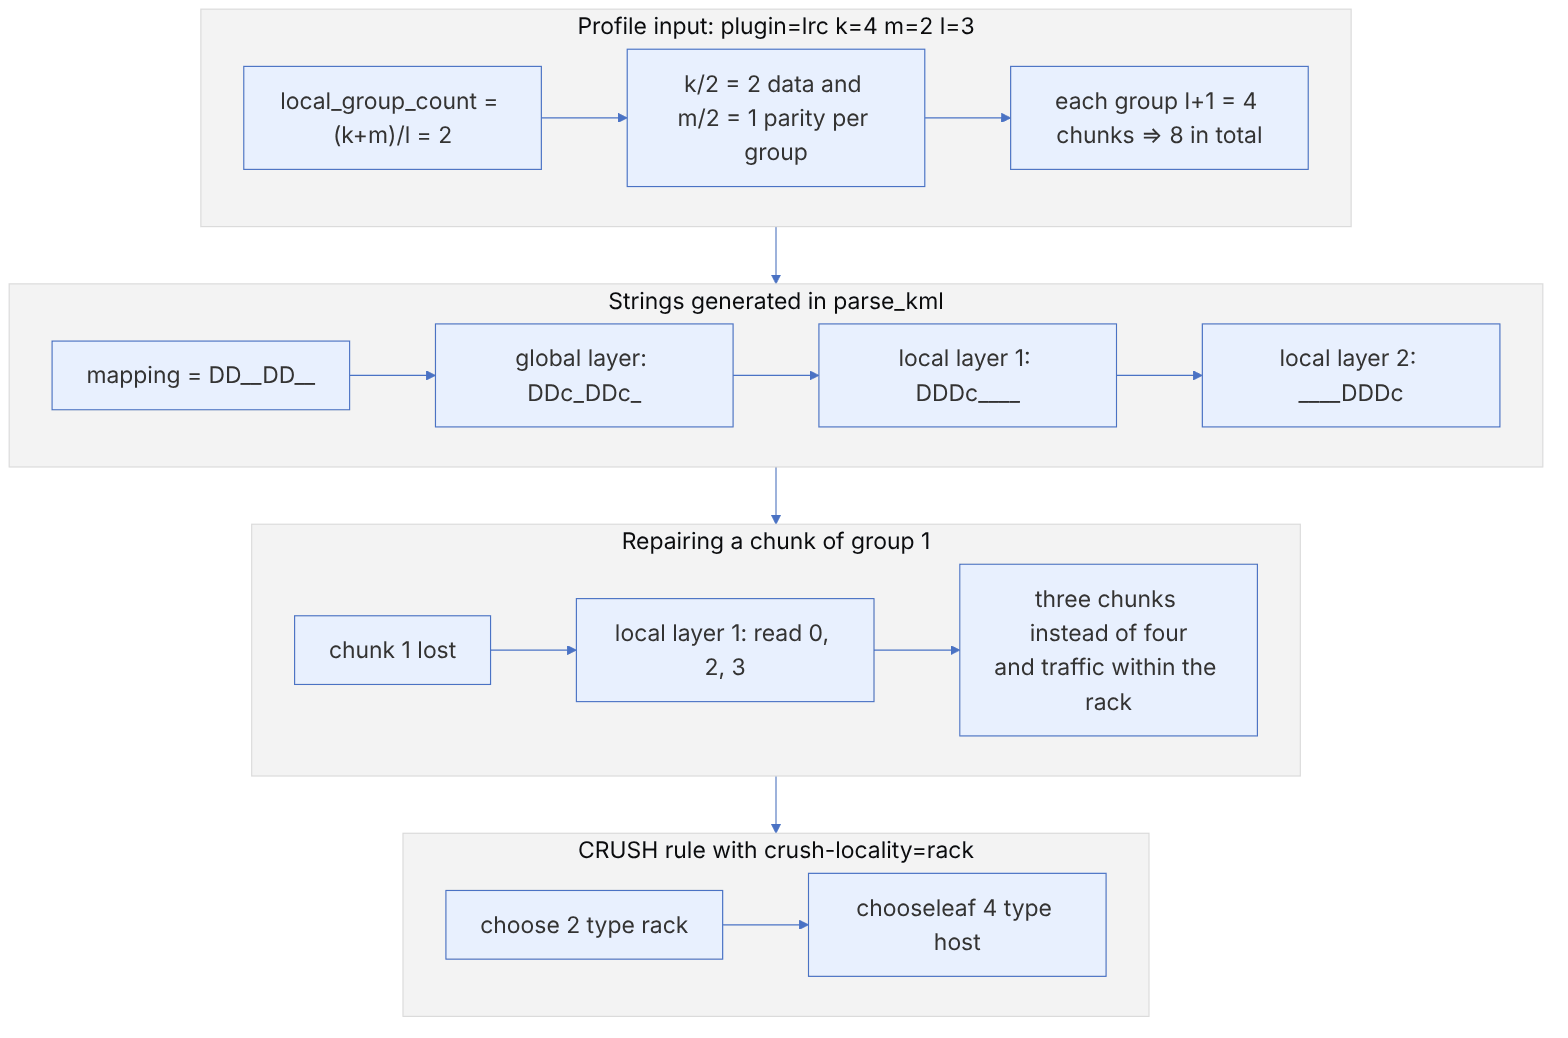 Profile input: plugin=lrc k=4 m=2 l=3
local_group_count =
(k+m)/l = 2
k/2 = 2 data and
m/2 = 1 parity per
group
each group l+1 = 4
chunks ⇒ 8 in total
Strings generated in parse_kml
mapping = DD__DD__
global layer:
DDc_DDc_
local layer 1:
DDDc____
local layer 2:
____DDDc
Repairing a chunk of group 1
chunk 1 lost
local layer 1: read 0,
2, 3
three chunks
instead of four
and traffic within the
rack
CRUSH rule with crush-locality=rack
choose 2 type rack
chooseleaf 4 type
host